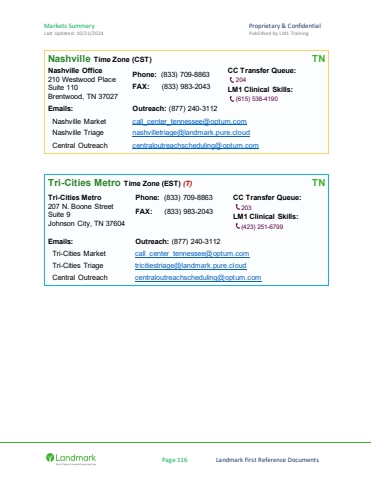 Markets Summary Proprietary & Confidential
Last Updated: 10/21/2024 Published by LMS Training
Nashville Time Zone (CST) TN
Nashville Office Phone: (833) 709-8863 CC Transfer Queue:
210 Westwood Place 204
Suite 110 FAX: (833) 983-2043 LM1 Clinical Skills:
Brentwood, TN 37027 (615) 538-4190
Emails: Outreach: (877) 240-3112
Nashville Market call_center_tennessee@optum.com
Nashville Triage nashvilletriage@landmark.pure.cloud
Central Outreach centraloutreachscheduling@optum.com
Tri-Cities Metro Time Zone (EST) (T) TN
Tri-Cities Metro Phone: (833) 709-8863 CC Transfer Queue:
207 N. Boone Street 203
Suite 9 FAX: (833) 983-2043 LM1 Clinical Skills:
Johnson City, TN 37604 (423) 251-6799
Emails: Outreach: (877) 240-3112
Tri-Cities Market call_center_tennessee@optum.com
Tri-Cities Triage tricitiestriage@landmark.pure.cloud
Central Outreach centraloutreachscheduling@optum.com
Landmark Page 116 Landmark First Reference Documents